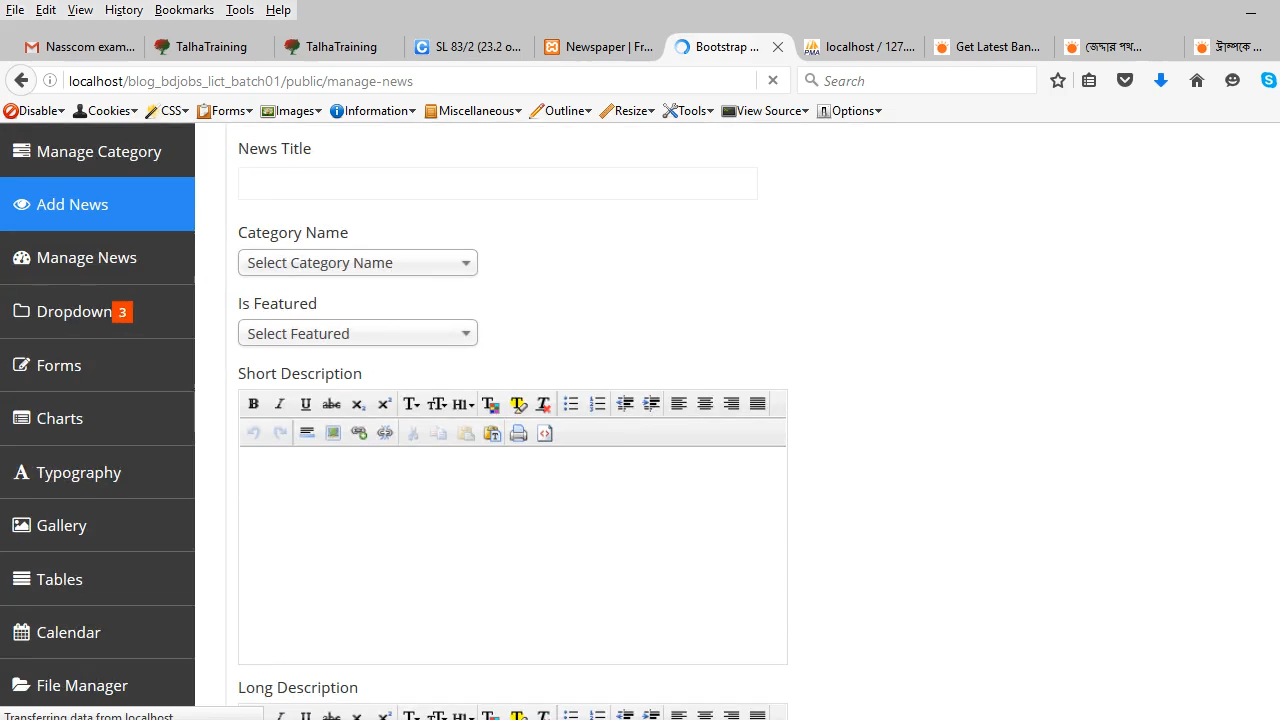 File Edit View History Bookmarks Tools Help
Nasscom exam... TalhaTraining TalhaTraining SL 83/2 (23.2 o... Newspaper | Fr... Bootstrap ... localhost / 127.... Get Latest Ban... জেদ্দার পথ... ট্রাম্পকে ...
localhost/blog_bdjobs_lict_batch01/public/manage-news Search
Disable Cookies CSS Forms Images Information Miscellaneous Outline Resize Tools View Source Options
Manage Category
Add News
Manage News
Dropdown 3
Forms
Charts
Typography
Gallery
Tables
Calendar
File Manager
News Title
Category Name
Select Category Name
Is Featured
Select Featured
Short Description
Long Description
Transferring data from localhost...